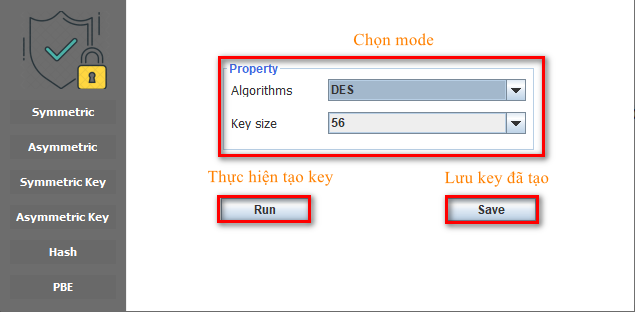 Symmetric
Asymmetric
Symmetric Key
Asymmetric Key
Hash
PBE
Chọn mode
Property
Algorithms DES
Key size 56
Thực hiện tạo key Lưu key đã tạo
Run Save